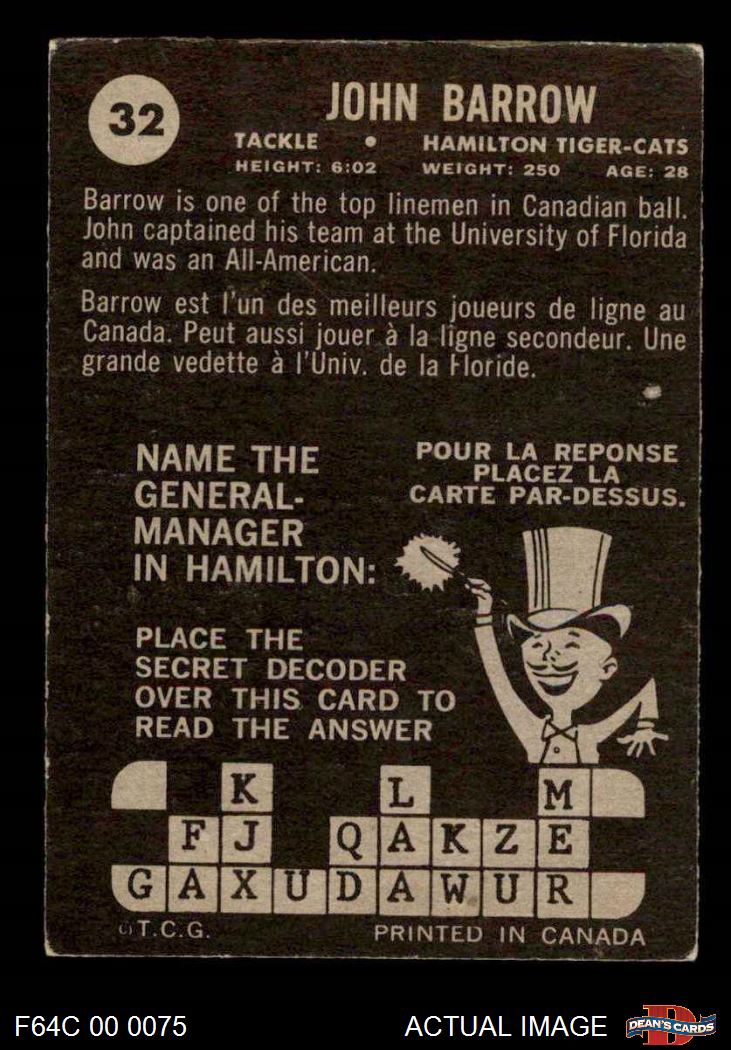 32
JOHN BARROW
TACKLE • HAMILTON TIGER-CATS
HEIGHT: 6:02 WEIGHT: 250 AGE: 28
Barrow is one of the top linemen in Canadian ball.
John captained his team at the University of Florida
and was an All-American.
Barrow est l'un des meilleurs joueurs de ligne au
Canada. Peut aussi jouer à la ligne secondeur. Une
grande vedette à l'Univ. de la Floride.
NAME THE
GENERAL-
MANAGER
IN HAMILTON:
POUR LA REPONSE
PLACEZ LA
CARTE PAR-DESSUS.
PLACE THE
SECRET DECODER
OVER THIS CARD TO
READ THE ANSWER
K L M
F J Q A K Z E
G A X U D A W U R
©T.C.G. PRINTED IN CANADA
F64C 00 0075 ACTUAL IMAGE
D
DEAN'S CARDS